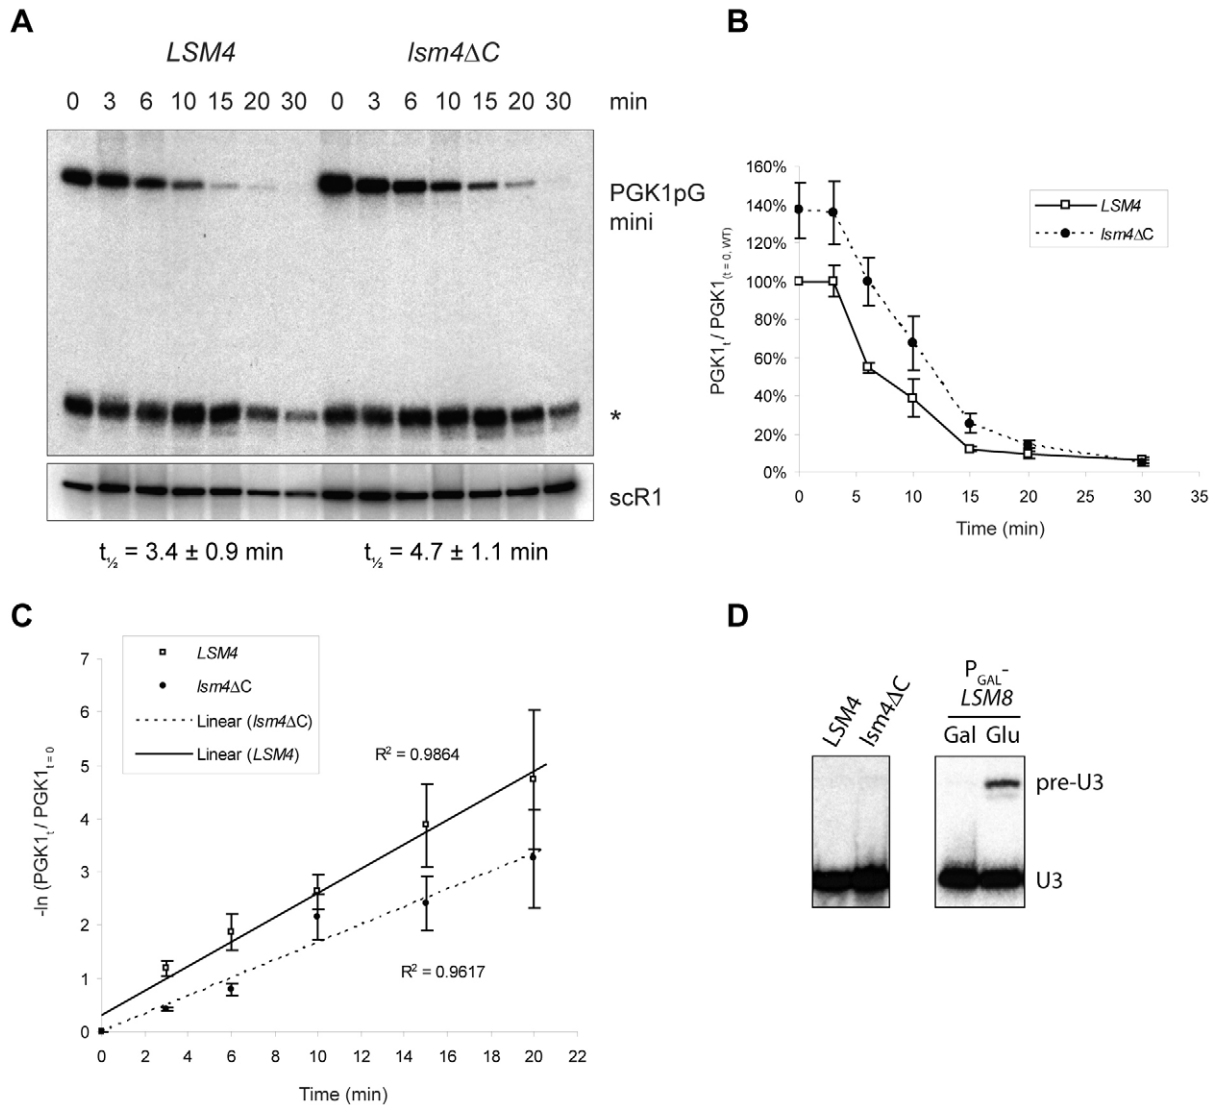 A
LSM4 lsm4ΔC
0 3 6 10 15 20 30 0 3 6 10 15 20 30 min
PGK1pG
mini
*
scR1
t½ = 3.4 ± 0.9 min t½ = 4.7 ± 1.1 min
B
160%
140%
120%
100%
80%
60%
40%
20%
0%
PGK1t / PGK1(t = 0, WT)
LSM4
lsm4ΔC
0 5 10 15 20 25 30 35
Time (min)
C
LSM4
lsm4ΔC
Linear (lsm4ΔC)
Linear (LSM4)
7
6
5
4
3
2
1
0
-ln (PGK1t / PGK1t = 0)
R² = 0.9864
R² = 0.9617
0 2 4 6 8 10 12 14 16 18 20 22
Time (min)
D
LSM4 lsm4ΔC
PGAL-
LSM8
Gal Glu
pre-U3
U3